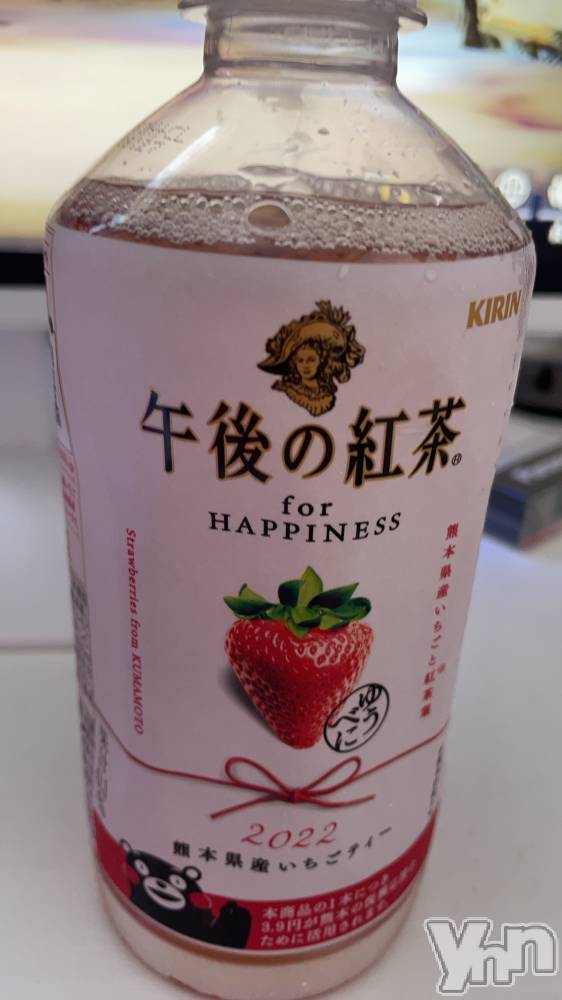 KIRIN
午後の紅茶®
for
HAPPINESS
Strawberries from KUMAMOTO
熊本県産いちごと紅茶葉
ゆうべに
2022
熊本県産いちごティー
本商品の1本につき
3.9円が熊本の
ために活用されます。
Ynn